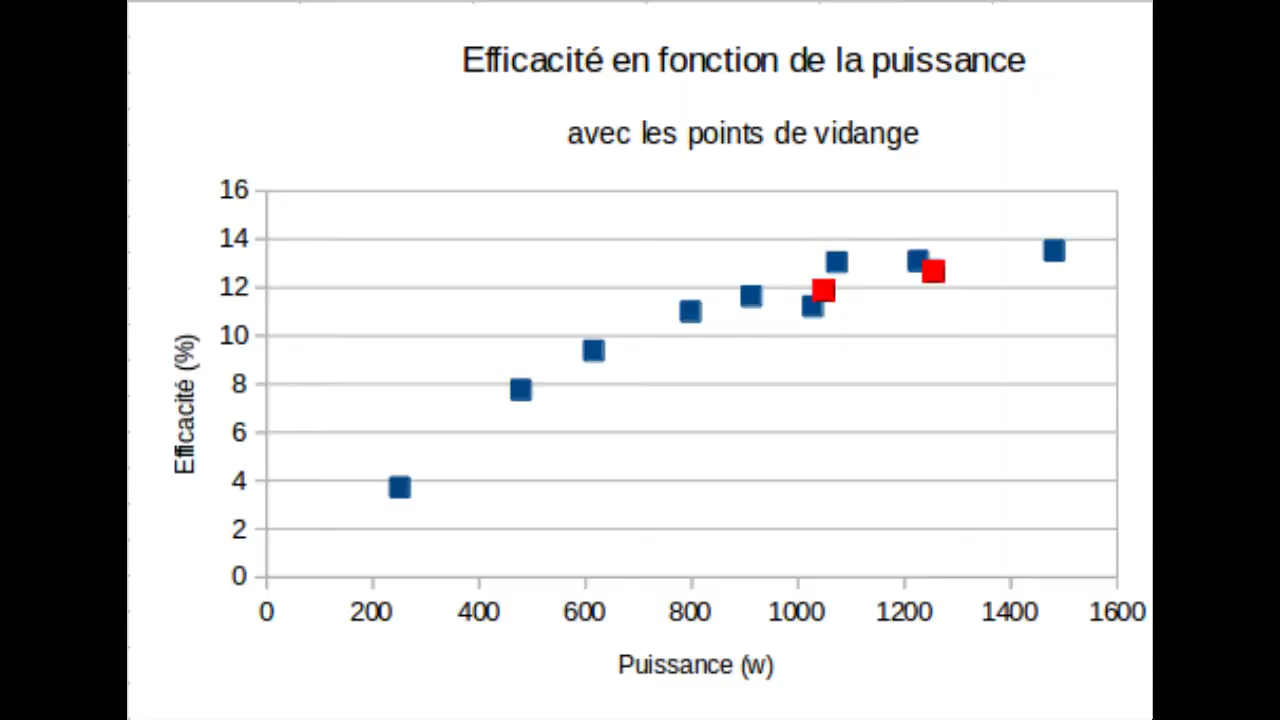 Efficacité en fonction de la puissance
avec les points de vidange
16
14
12
10
8
6
4
2
0
Efficacité (%)
0 200 400 600 800 1000 1200 1400 1600
Puissance (w)